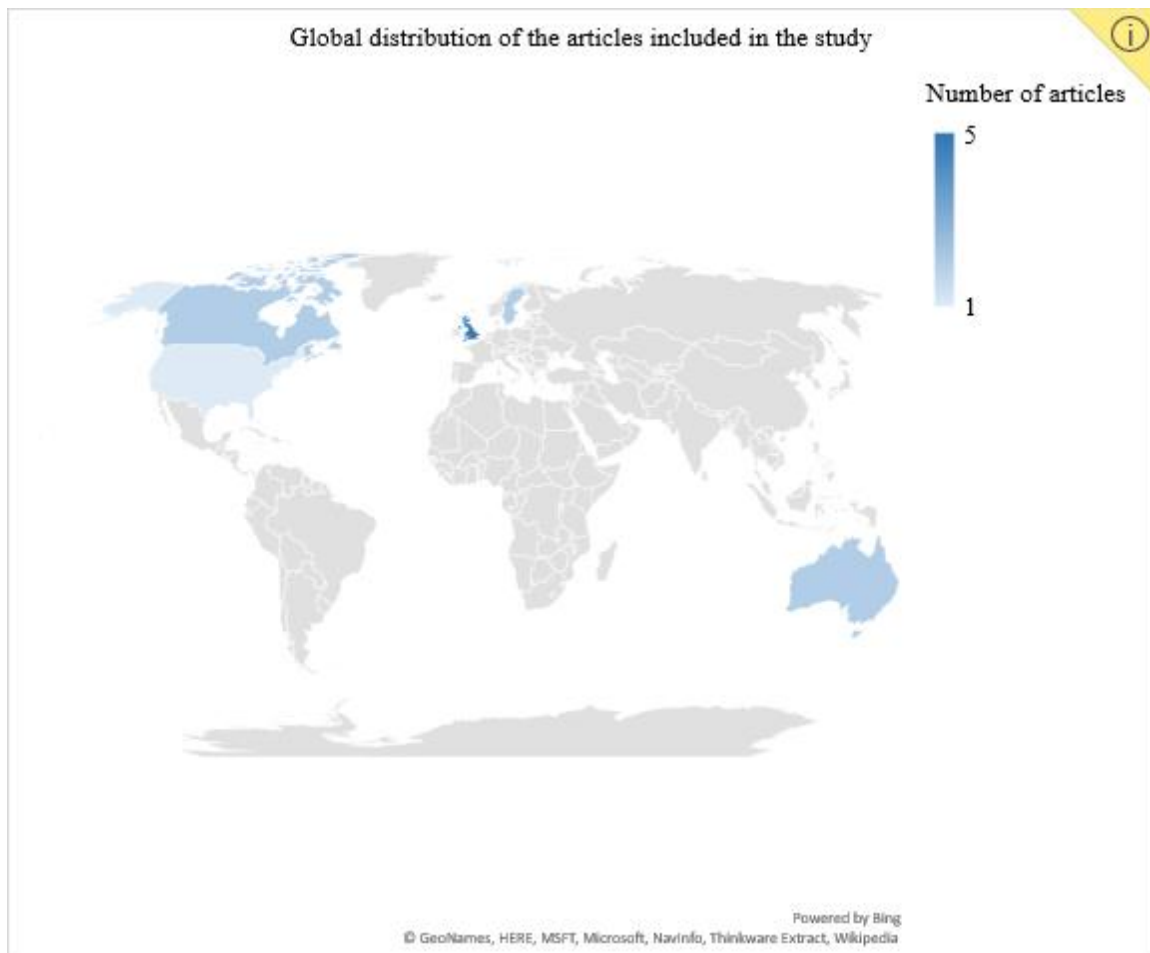 Global distribution of the articles included in the study
Number of articles
5
1
Powered by Bing
© GeoNames, HERE, MSFT, Microsoft, NavInfo, Thinkware Extract, Wikipedia